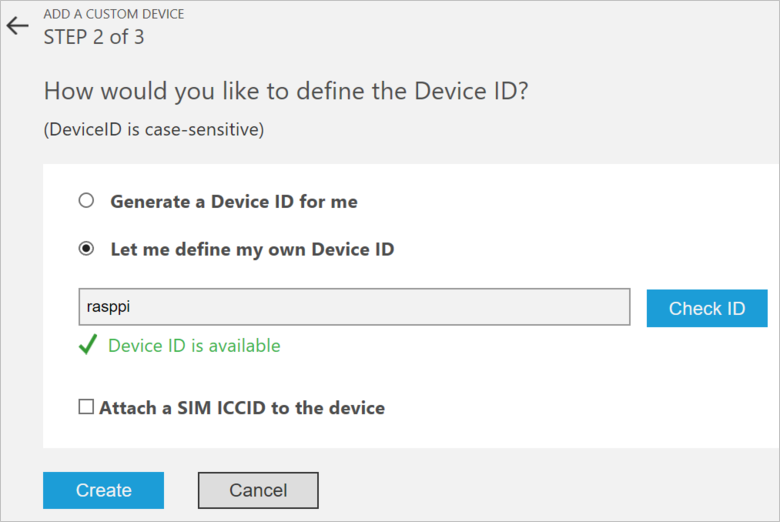 ADD A CUSTOM DEVICE
STEP 2 of 3
How would you like to define the Device ID?
(DeviceID is case-sensitive)
Generate a Device ID for me
Let me define my own Device ID
rasppi
Check ID
Device ID is available
Attach a SIM ICCID to the device
Create
Cancel